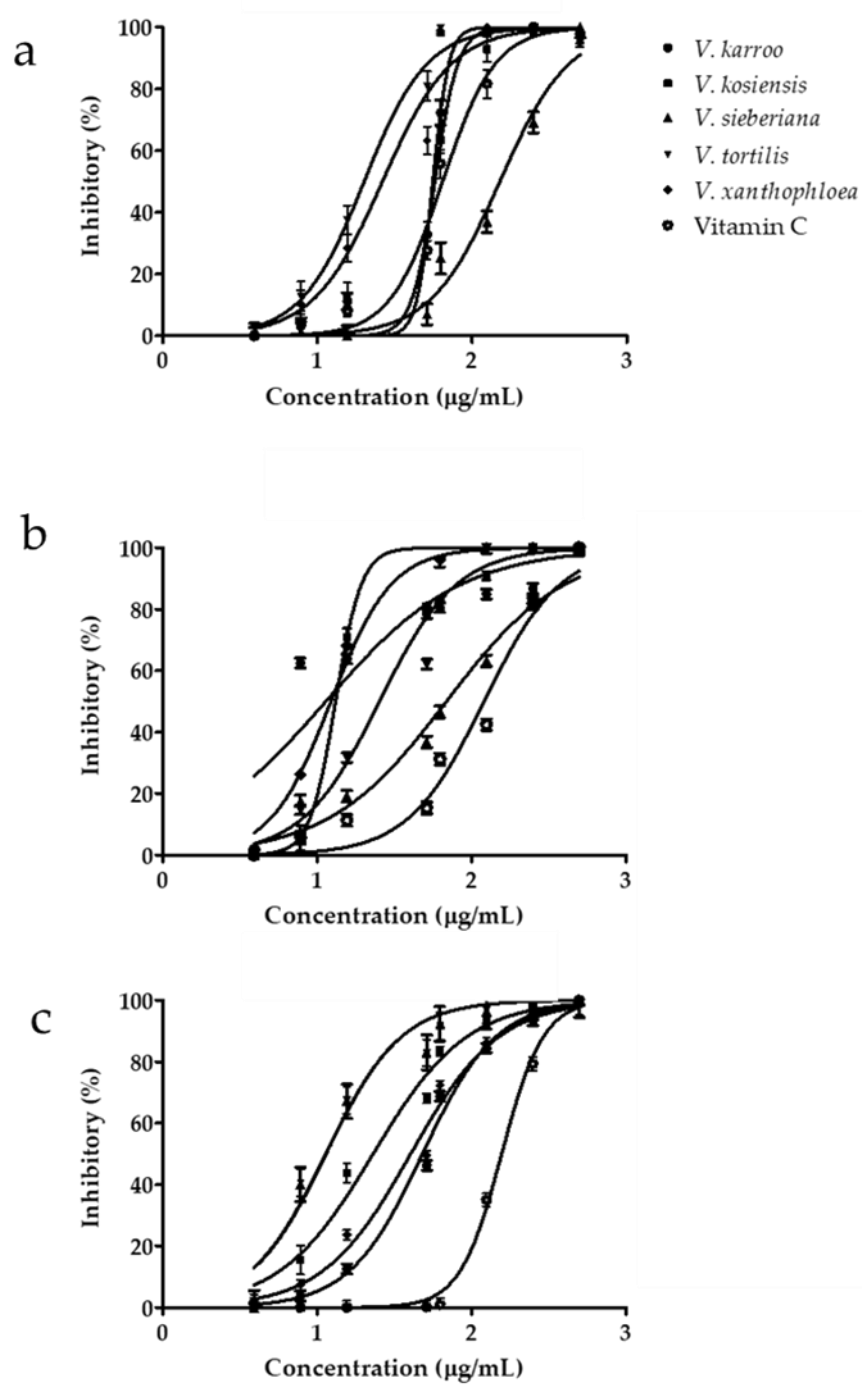 a
100
80
60
40
20
0
Inhibitory (%)
0 1 2 3
Concentration (µg/mL)
V. karroo
V. kosiensis
V. sieberiana
V. tortilis
V. xanthophloea
Vitamin C
b
100
80
60
40
20
0
Inhibitory (%)
0 1 2 3
Concentration (µg/mL)
c
100
80
60
40
20
0
Inhibitory (%)
0 1 2 3
Concentration (µg/mL)